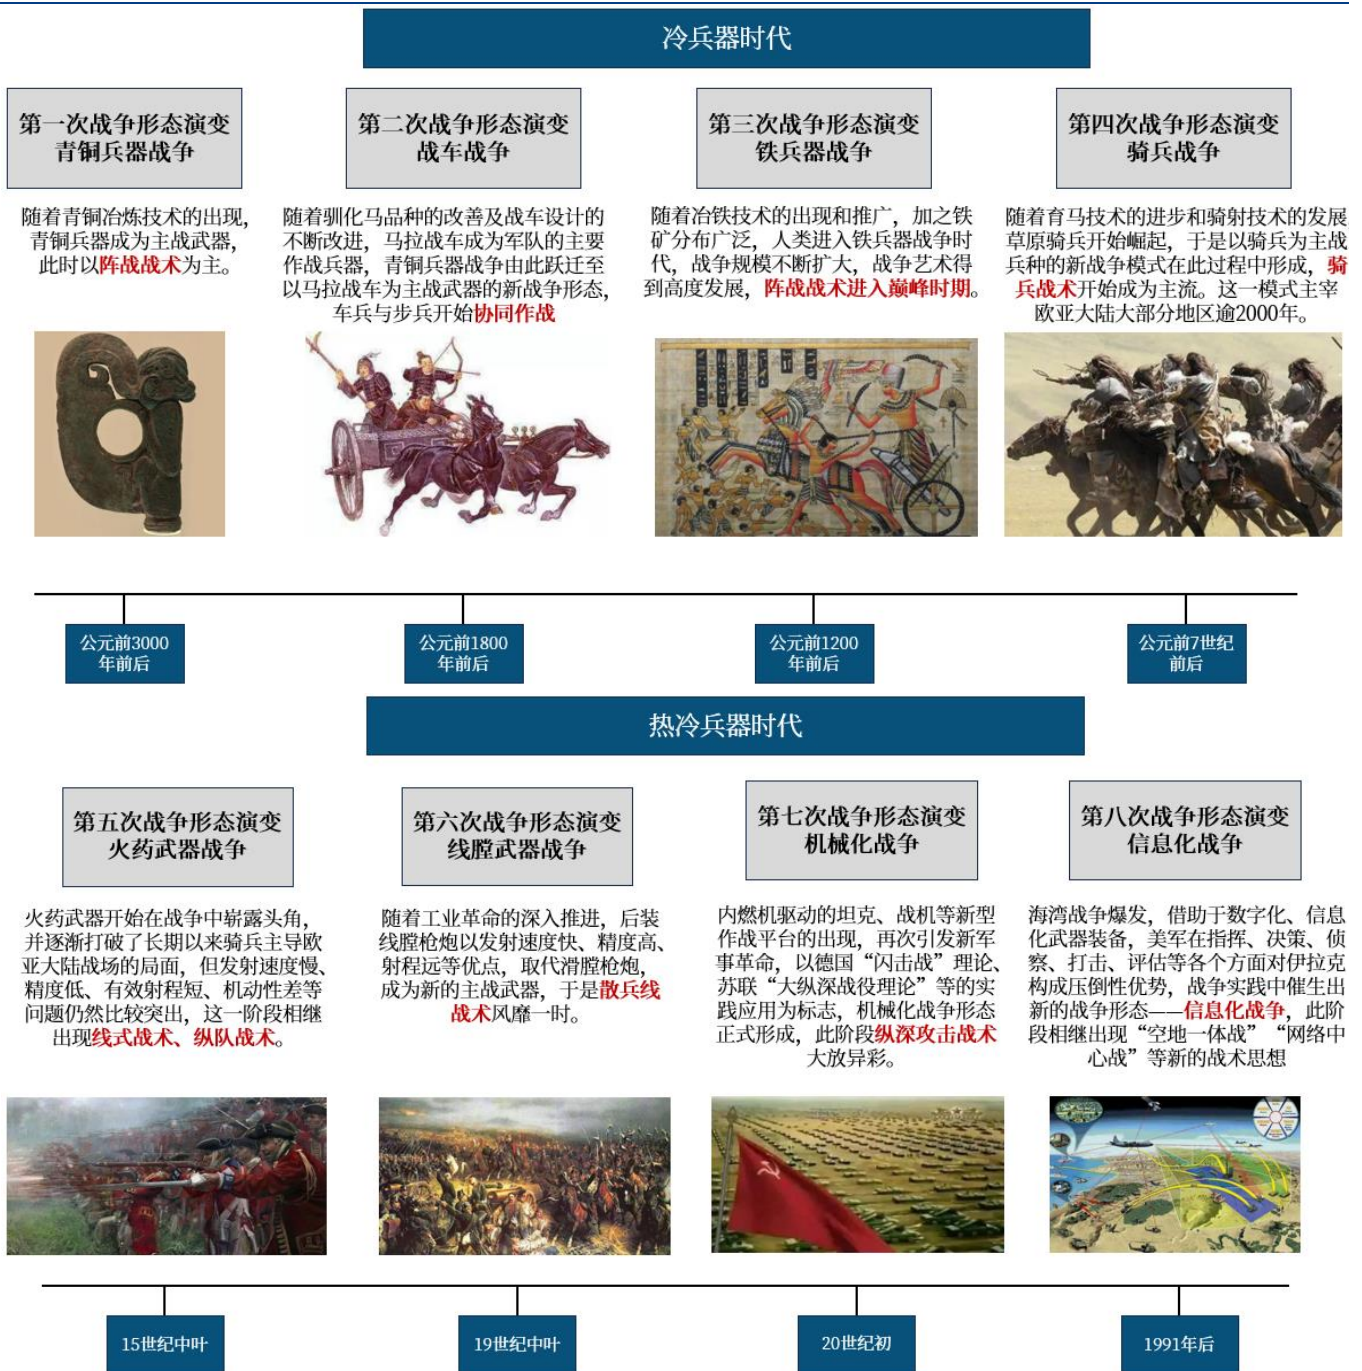 冷兵器时代
第一次战争形态演变
青铜兵器战争
随着青铜冶炼技术的出现，
青铜兵器成为主战武器，
此时以阵战战术为主。
第二次战争形态演变
战车战争
随着驯化马品种的改善及战车设计的
不断改进，马拉战车成为军队的主要
作战兵器，青铜兵器战争由此跃迁至
以马拉战车为主战武器的新战争形态，
车兵与步兵开始协同作战
第三次战争形态演变
铁兵器战争
随着冶铁技术的出现和推广，加之铁
矿分布广泛，人类进入铁兵器战争时
代，战争规模不断扩大，战争艺术得
到高度发展，阵战战术进入巅峰时期。
第四次战争形态演变
骑兵战争
随着育马技术的进步和骑射技术的发展
草原骑兵开始崛起，于是以骑兵为主战
兵种的新战争模式在此过程中形成，骑
兵战术开始成为主流。这一模式主宰
欧亚大陆大部分地区逾2000年。
公元前3000
年前后
公元前1800
年前后
公元前1200
年前后
公元前7世纪
前后
热冷兵器时代
第五次战争形态演变
火药武器战争
火药武器开始在战争中崭露头角，
并逐渐打破了长期以来骑兵主导欧
亚大陆战场的局面，但发射速度慢、
精度低、有效射程短、机动性差等
问题仍然比较突出，这一阶段相继
出现线式战术、纵队战术。
第六次战争形态演变
线膛武器战争
随着工业革命的深入推进，后装
线膛枪炮以发射速度快、精度高、
射程远等优点，取代滑膛枪炮，
成为新的主战武器，于是散兵线
战术风靡一时。
第七次战争形态演变
机械化战争
内燃机驱动的坦克、战机等新型
作战平台的出现，再次引发新军
事革命，以德国“闪击战”理论、
苏联“大纵深战役理论”等的实
践应用为标志，机械化战争形态
正式形成，此阶段纵深攻击战术
大放异彩。
第八次战争形态演变
信息化战争
海湾战争爆发，借助于数字化、信息
化武器装备，美军在指挥、决策、侦
察、打击、评估等各个方面对伊拉克
构成压倒性优势，战争实践中催生出
新的战争形态——信息化战争，此阶
段相继出现“空地一体战”“网络中
心战”等新的战术思想
15世纪中叶
19世纪中叶
20世纪初
1991年后